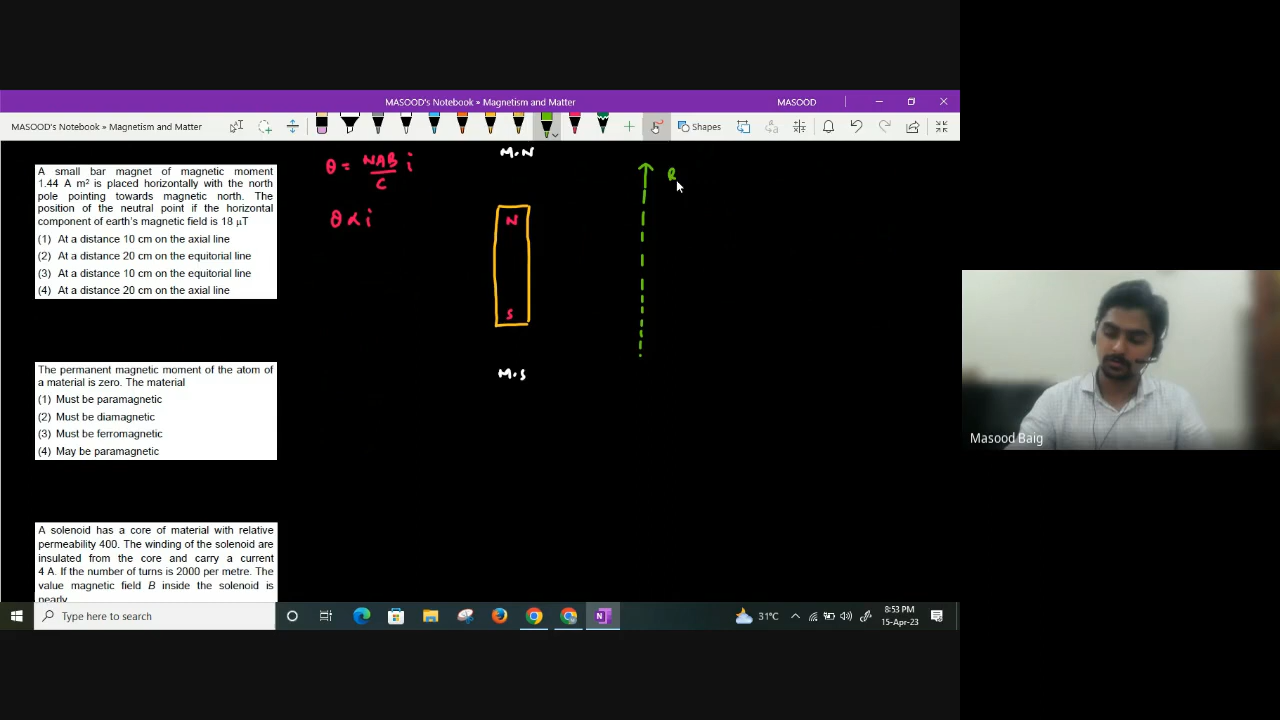 MASOOD's Notebook » Magnetism and Matter
MASOOD
MASOOD's Notebook » Magnetism and Matter
Shapes
A small bar magnet of magnetic moment
1.44 A m² is placed horizontally with the north
pole pointing towards magnetic north. The
position of the neutral point if the horizontal
component of earth's magnetic field is 18 μT
(1) At a distance 10 cm on the axial line
(2) At a distance 20 cm on the equitorial line
(3) At a distance 10 cm on the equitorial line
(4) At a distance 20 cm on the axial line
θ = NAB/C i
θ ∝ i
M.N
N
S
M.S
The permanent magnetic moment of the atom of
a material is zero. The material
(1) Must be paramagnetic
(2) Must be diamagnetic
(3) Must be ferromagnetic
(4) May be paramagnetic
A solenoid has a core of material with relative
permeability 400. The winding of the solenoid are
insulated from the core and carry a current
4 A. If the number of turns is 2000 per metre. The
value magnetic field B inside the solenoid is
nearly
Masood Baig
Type here to search
31°C
8:53 PM
15-Apr-23